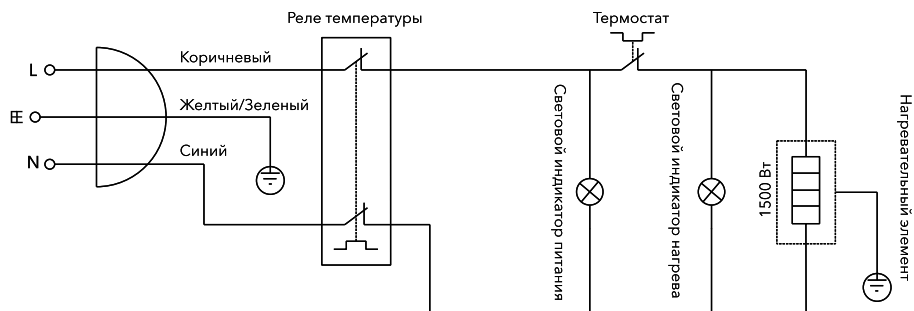 Реле температуры
Термостат
Коричневый
L
Желтый/Зеленый
N
Синий
Световой индикатор питания
Световой индикатор нагрева
1500 Вт
Нагревательный элемент